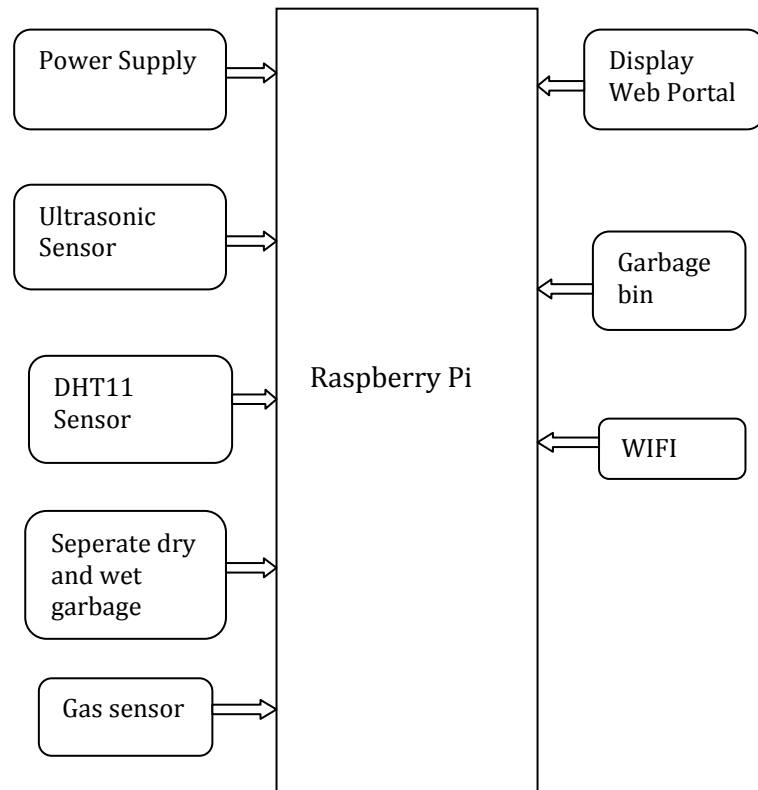 Power Supply
Ultrasonic
Sensor
DHT11
Sensor
Seperate dry
and wet
garbage
Gas sensor
Raspberry Pi
Display
Web Portal
Garbage
bin
WIFI